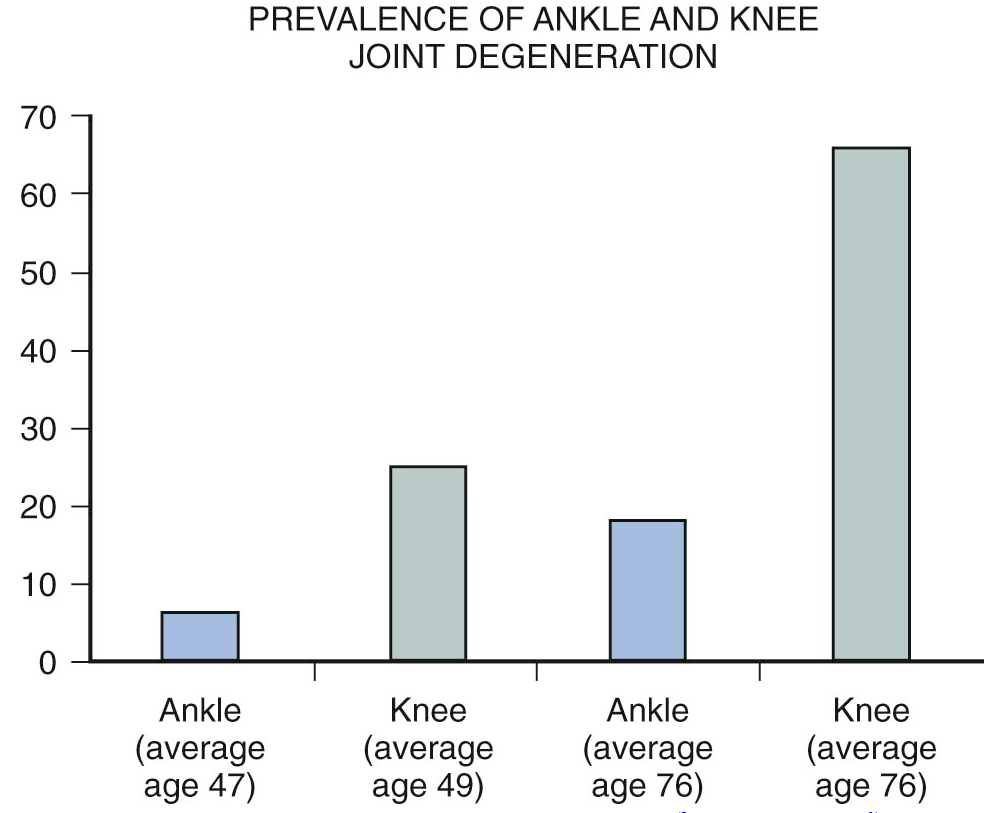 PREVALENCE OF ANKLE AND KNEE
JOINT DEGENERATION
70
60
50
40
30
20
10
0
Ankle
(average
age 47)
Knee
(average
age 49)
Ankle
(average
age 76)
Knee
(average
age 76)